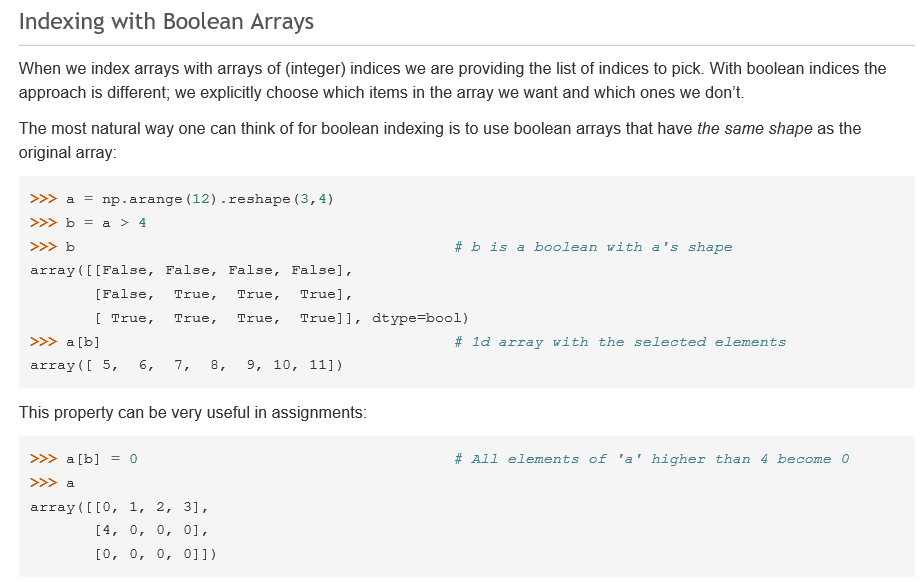 Indexing with Boolean Arrays
When we index arrays with arrays of (integer) indices we are providing the list of indices to pick. With boolean indices the
approach is different; we explicitly choose which items in the array we want and which ones we don’t.
The most natural way one can think of for boolean indexing is to use boolean arrays that have the same shape as the
original array:
>>> a = np.arange(12).reshape(3,4)
>>> b = a > 4
>>> b                                          # b is a boolean with a's shape
array([[False, False, False, False],
       [False,  True,  True,  True],
       [ True,  True,  True,  True]], dtype=bool)
>>> a[b]                                       # 1d array with the selected elements
array([ 5,  6,  7,  8,  9, 10, 11])
This property can be very useful in assignments:
>>> a[b] = 0                                   # All elements of 'a' higher than 4 become 0
>>> a
array([[0, 1, 2, 3],
       [4, 0, 0, 0],
       [0, 0, 0, 0]])